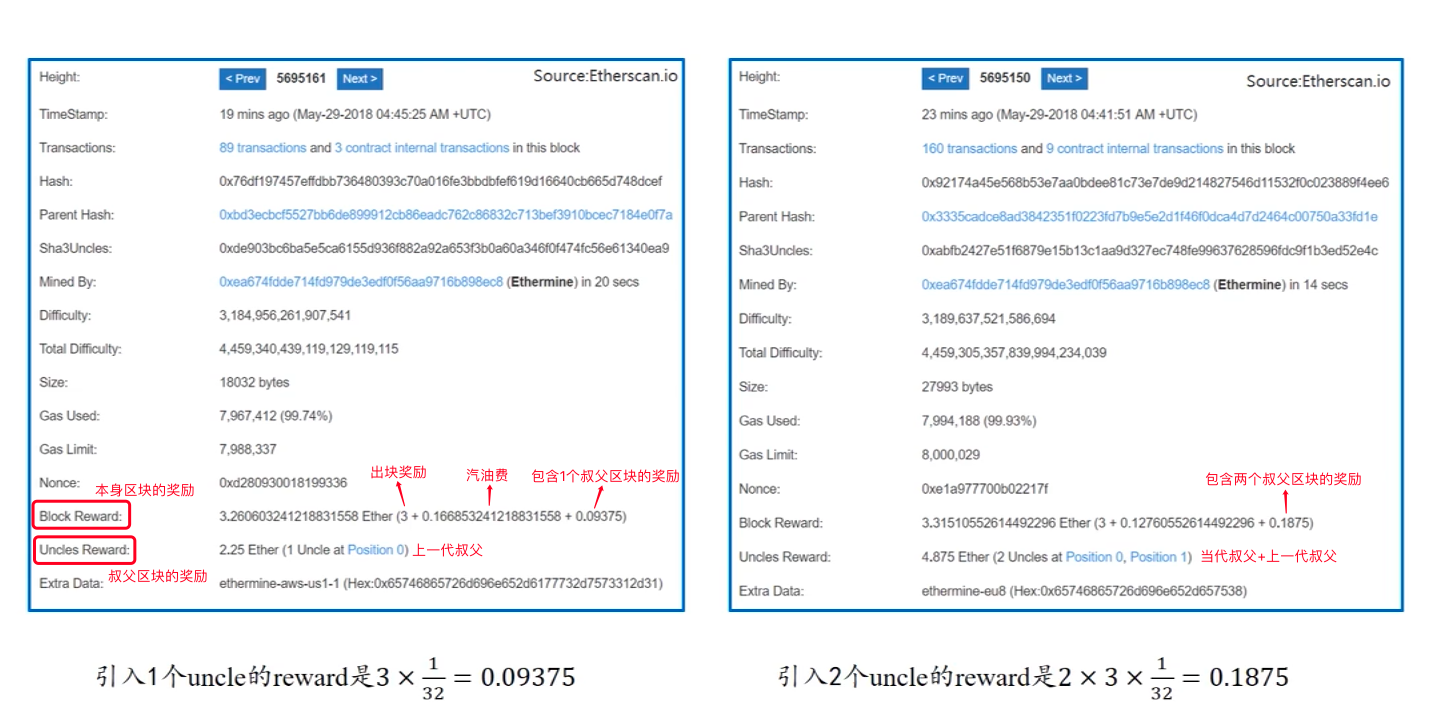 Height: < Prev 5695161 Next > Source:Etherscan.io
TimeStamp: 19 mins ago (May-29-2018 04:45:25 AM +UTC)
Transactions: 89 transactions and 3 contract internal transactions in this block
Hash: 0x76df197457effdbb736480393c70a016fe3bbdbfef619d16640cb665d748dcef
Parent Hash: 0xbd3ecbcf5527bb6de899912cb86eadc762c86832c713bef3910bcec7184e0f7a
Sha3Uncles: 0xde903bc6ba5e5ca6155d936f882a92a653f3b0a60a346f0f474fc56e61340ea9
Mined By: 0xea674fdde714fd979de3edf0f56aa9716b898ec8 (Ethermine) in 20 secs
Difficulty: 3,184,956,261,907,541
Total Difficulty: 4,459,340,439,119,129,119,115
Size: 18032 bytes
Gas Used: 7,967,412 (99.74%)
Gas Limit: 7,988,337
出块奖励 汽油费 包含1个叔父区块的奖励
Nonce: 0xd280930018199336
本身区块的奖励
Block Reward: 3.260603241218831558 Ether (3 + 0.166853241218831558 + 0.09375)
Uncles Reward: 2.25 Ether (1 Uncle at Position 0) 上一代叔父
叔父区块的奖励
Extra Data: ethermine-aws-us1-1 (Hex:0x65746865726d696e652d6177732d7573312d31)
引入1个uncle的reward是3 × 1/32 = 0.09375
Height: < Prev 5695150 Next > Source:Etherscan.io
TimeStamp: 23 mins ago (May-29-2018 04:41:51 AM +UTC)
Transactions: 160 transactions and 9 contract internal transactions in this block
Hash: 0x92174a45e568b53e7aa0bdee81c73e7de9d214827546d11532f0c023889f4ee6
Parent Hash: 0x3335cadce8ad3842351f0223fd7b9e5e2d1f46f0dca4d7d2464c00750a33fd1e
Sha3Uncles: 0xabfb2427e51f6879e15b13c1aa9d327ec748fe99637628596fdc9f1b3ed52e4c
Mined By: 0xea674fdde714fd979de3edf0f56aa9716b898ec8 (Ethermine) in 14 secs
Difficulty: 3,189,637,521,586,694
Total Difficulty: 4,459,305,357,839,994,234,039
Size: 27993 bytes
Gas Used: 7,994,188 (99.93%)
Gas Limit: 8,000,029
包含两个叔父区块的奖励
Nonce: 0xe1a977700b02217f
Block Reward: 3.31510552614492296 Ether (3 + 0.12760552614492296 + 0.1875)
Uncles Reward: 4.875 Ether (2 Uncles at Position 0, Position 1) 当代叔父+上一代叔父
Extra Data: ethermine-eu8 (Hex:0x65746865726d696e652d657538)
引入2个uncle的reward是2 × 3 × 1/32 = 0.1875